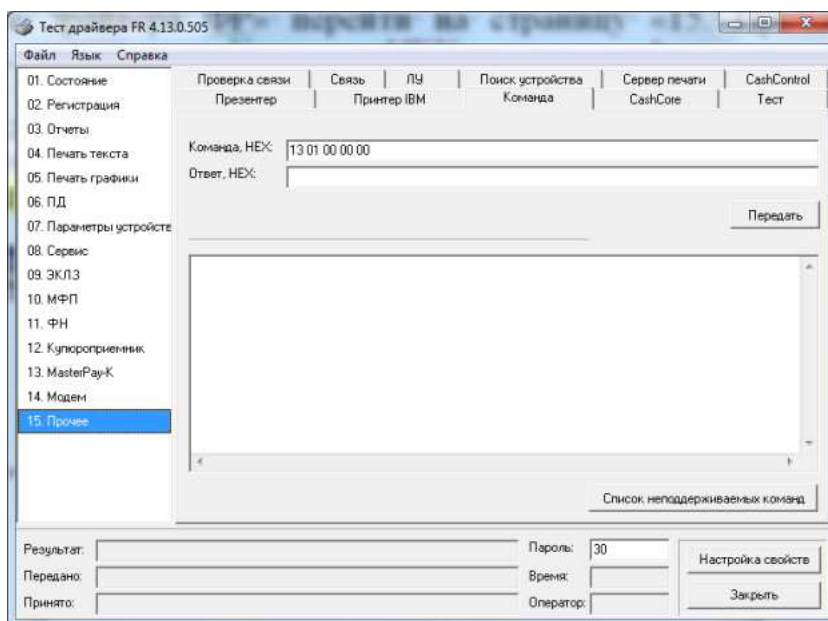 Тест драйвера FR 4.13.0.505
Файл Язык Справка
01. Состояние
02. Регистрация
03. Отчеты
04. Печать текста
05. Печать графики
06. ПД
07. Параметры устройств
08. Сервис
09. ЭКЛЗ
10. МФП
11. ФН
12. Купюроприемник
13. MasterPay-K
14. Модем
15. Прочее
Проверка связи Связь ЛУ Поиск устройства Сервер печати CashControl
Презентер Принтер IBM Команда CashCore Тест
Команда, HEX: 13 01 00 00 00
Ответ, HEX:
Передать
Список неподдерживаемых команд
Результат:
Передано:
Принято:
Пароль: 30
Время:
Оператор:
Настройка свойств
Закрыть